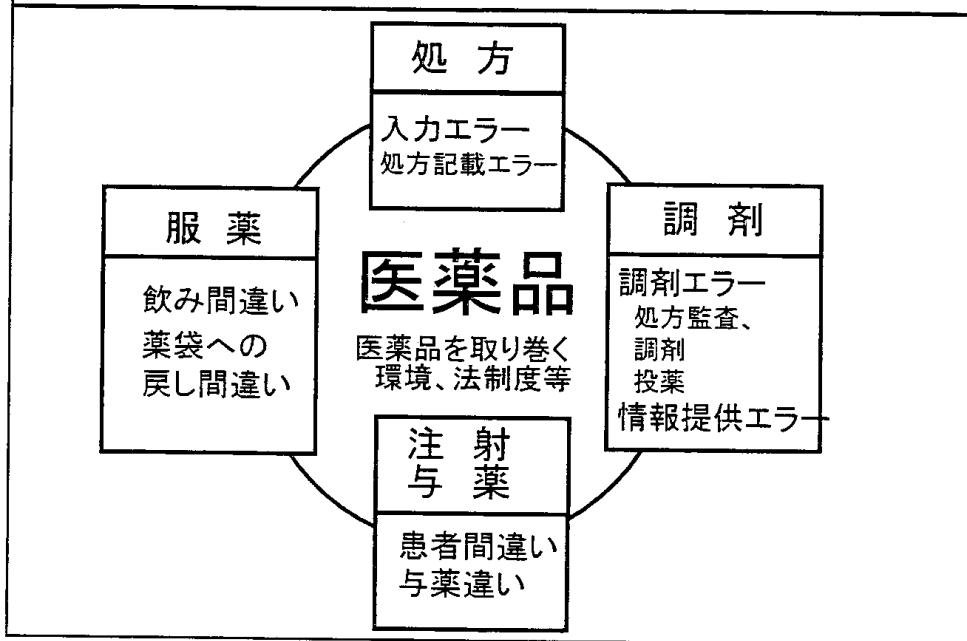 処 方
入力エラー
処方記載エラー
調 剤
調剤エラー
処方監査、
調剤
投薬
情報提供エラー
服 薬
飲み間違い
薬袋への
戻し間違い
医薬品
医薬品を取り巻く
環境、法制度等
注 射
与 薬
患者間違い
与薬違い